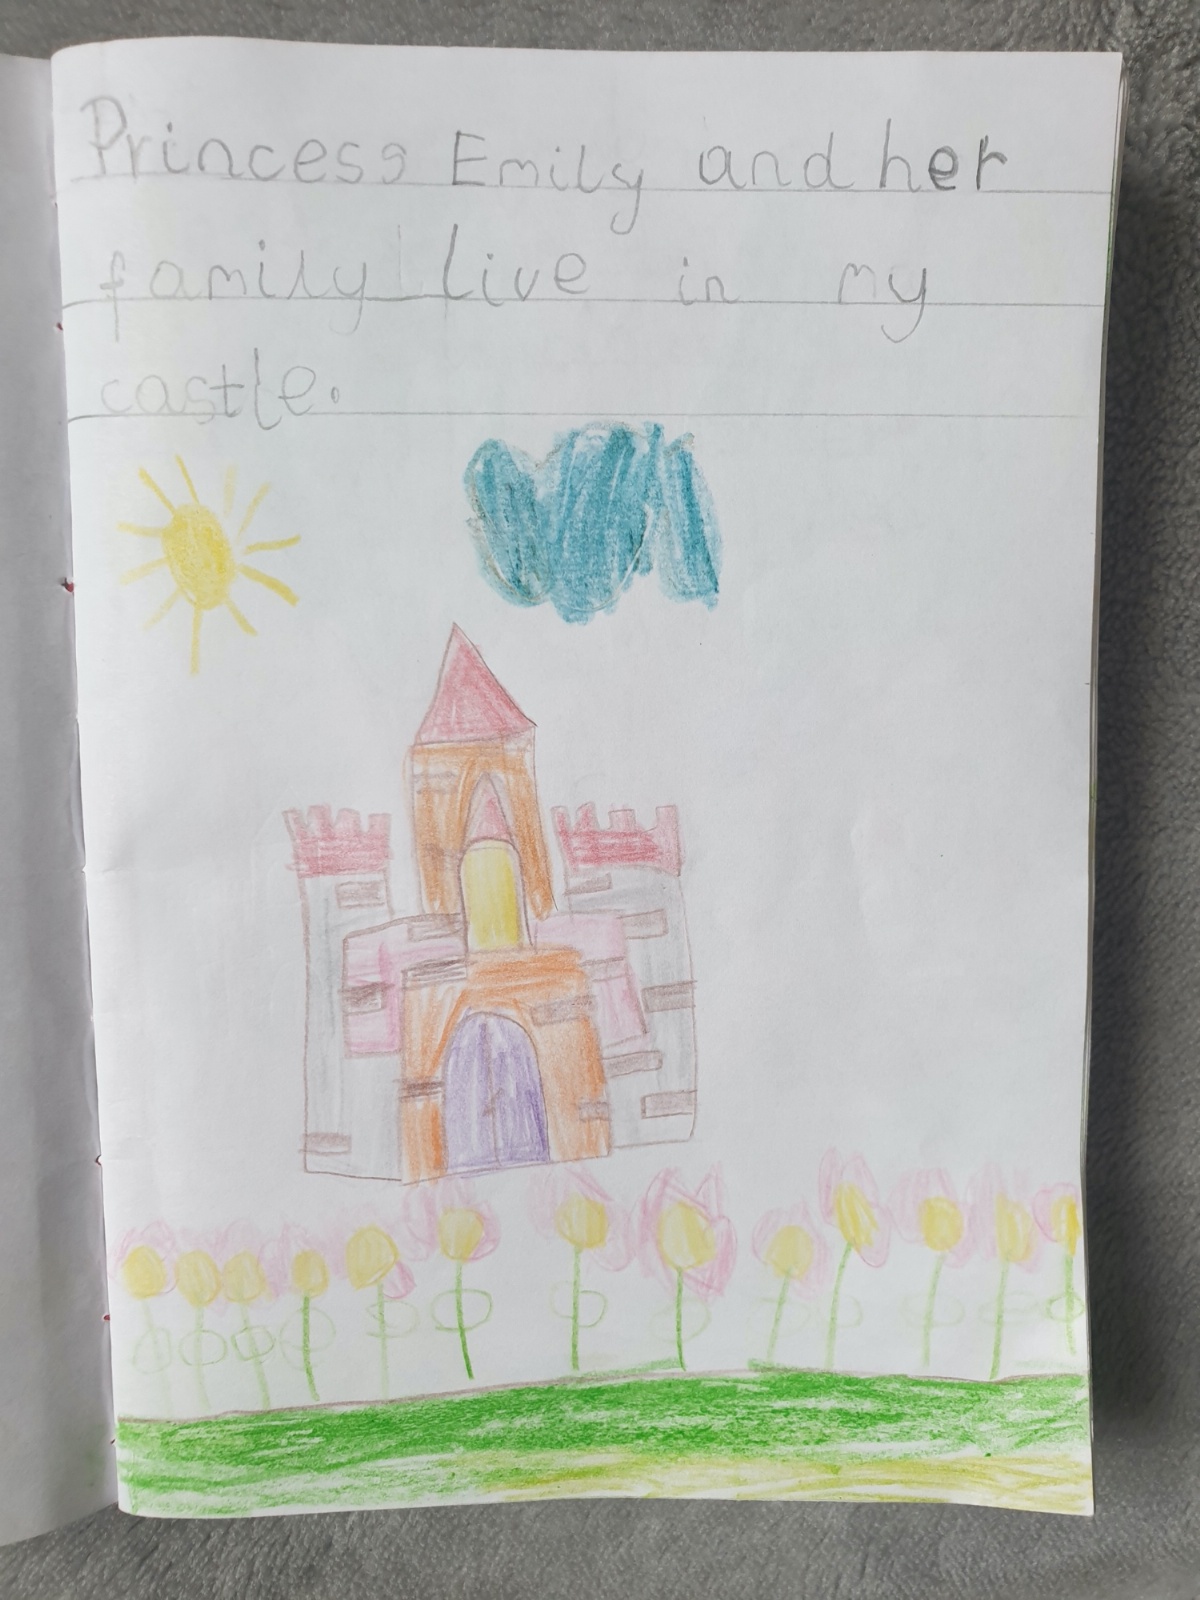 Princess Emily and her
family live in my
castle.